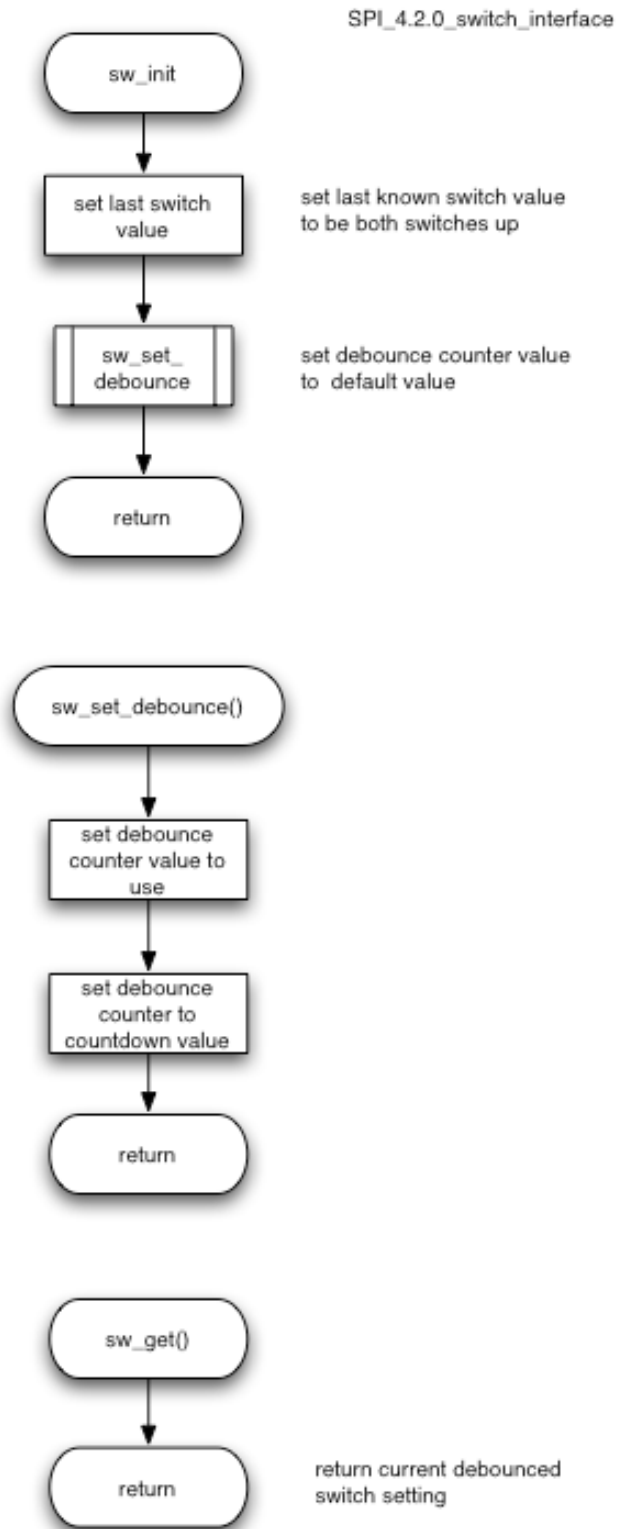 SPI_4.2.0_switch_interface
sw_init
set last switch
value
set last known switch value
to be both switches up
sw_set_
debounce
set debounce counter value
to default value
return
sw_set_debounce()
set debounce
counter value to
use
set debounce
counter to
countdown value
return
sw_get()
return
return current debounced
switch setting